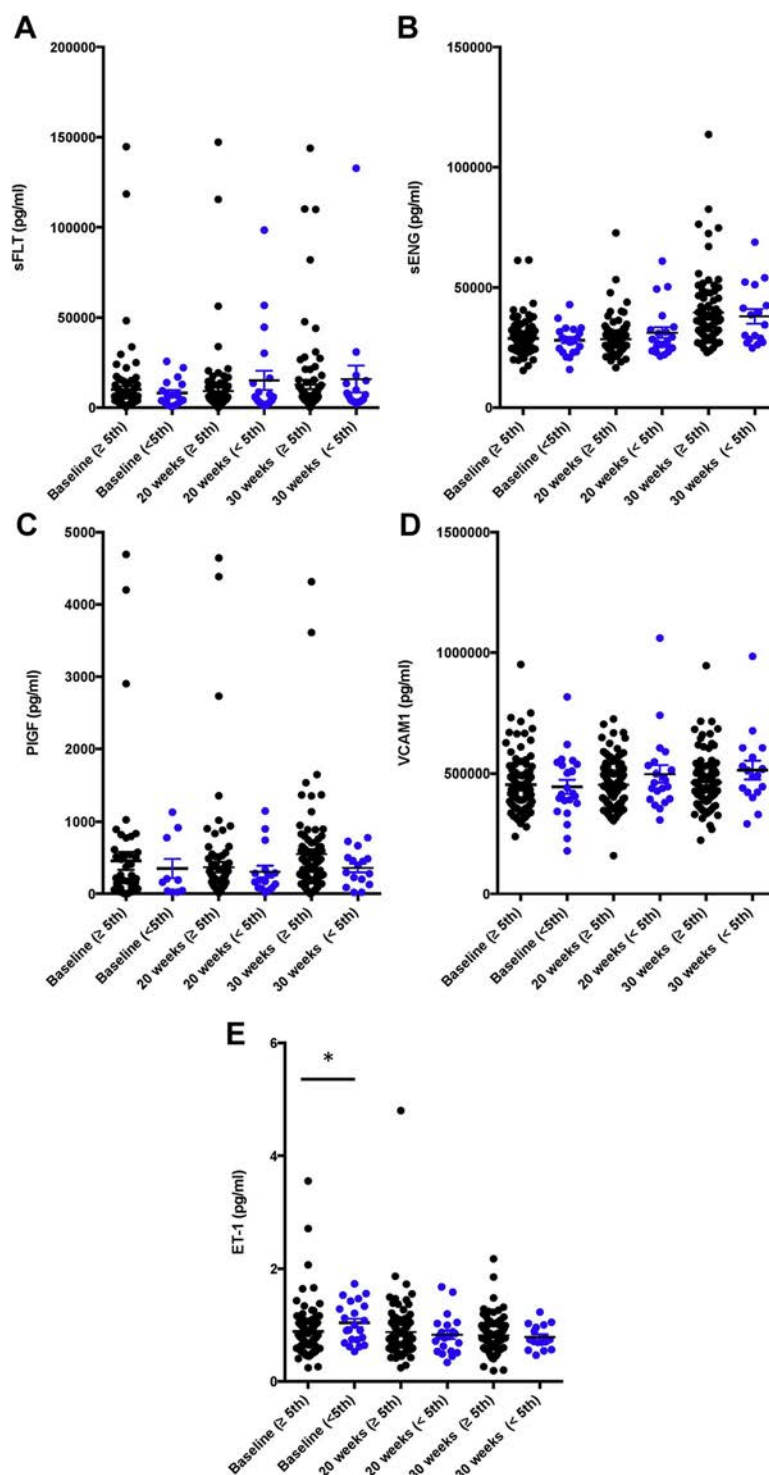 A
B
200000
150000
100000
50000
0
sFLT (pg/ml)
Baseline (≥ 5th)
Baseline (<5th)
20 weeks (≥ 5th)
20 weeks (< 5th)
30 weeks (≥ 5th)
30 weeks (< 5th)
150000
100000
50000
0
sENG (pg/ml)
Baseline (≥ 5th)
Baseline (<5th)
20 weeks (≥ 5th)
20 weeks (< 5th)
30 weeks (≥ 5th)
30 weeks (< 5th)
C
D
5000
4000
3000
2000
1000
0
PIGF (pg/ml)
Baseline (≥ 5th)
Baseline (<5th)
20 weeks (≥ 5th)
20 weeks (< 5th)
30 weeks (≥ 5th)
30 weeks (< 5th)
1500000
1000000
500000
0
VCAM1 (pg/ml)
Baseline (≥ 5th)
Baseline (<5th)
20 weeks (≥ 5th)
20 weeks (< 5th)
30 weeks (≥ 5th)
30 weeks (< 5th)
E
6
4
2
0
*
ET-1 (pg/ml)
Baseline (≥ 5th)
Baseline (<5th)
20 weeks (≥ 5th)
20 weeks (< 5th)
30 weeks (≥ 5th)
30 weeks (< 5th)